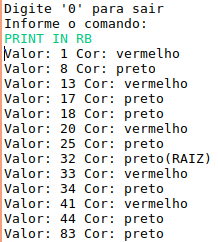 Digite '0' para sair
Informe o comando:
PRINT IN RB
Valor: 1 Cor: vermelho
Valor: 8 Cor: preto
Valor: 13 Cor: vermelho
Valor: 17 Cor: preto
Valor: 18 Cor: preto
Valor: 20 Cor: vermelho
Valor: 25 Cor: preto
Valor: 32 Cor: preto(RAIZ)
Valor: 33 Cor: vermelho
Valor: 34 Cor: preto
Valor: 41 Cor: vermelho
Valor: 44 Cor: preto
Valor: 83 Cor: preto